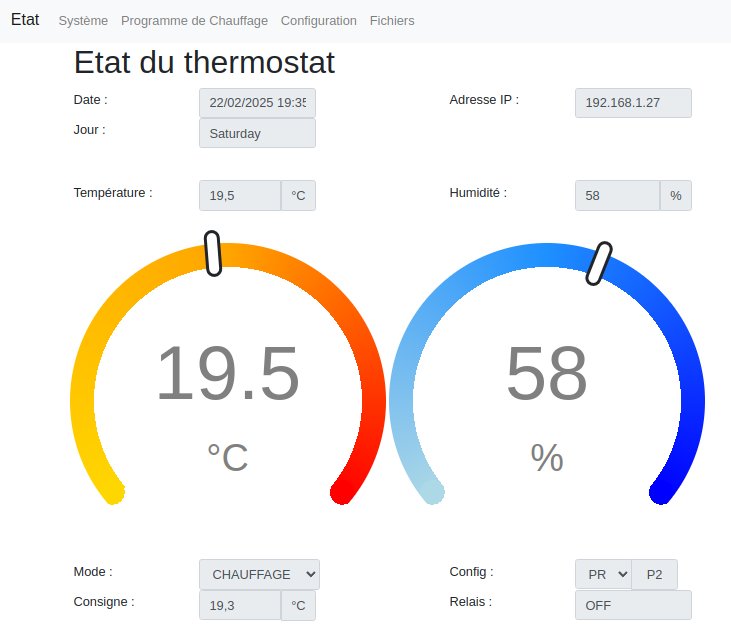 Etat Système Programme de Chauffage Configuration Fichiers
Etat du thermostat
Date : 22/02/2025 19:35 Adresse IP : 192.168.1.27
Jour : Saturday
Température : 19,5 °C Humidité : 58 %
19.5 58
°C %
Mode : CHAUFFAGE Config : PR P2
Consigne : 19,3 °C Relais : OFF